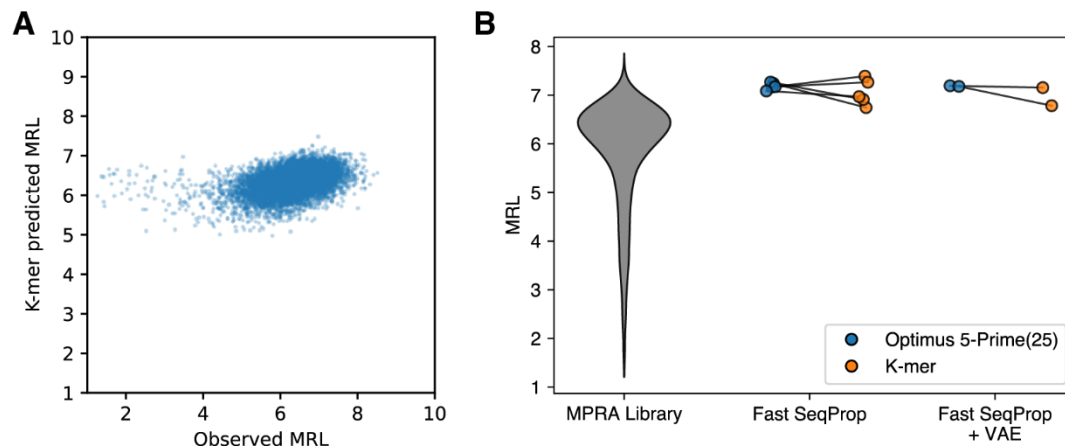 A
10
9
8
7
6
5
4
3
2
1
K-mer predicted MRL
2
4
6
8
10
Observed MRL
B
8
7
6
5
4
3
2
1
MRL
Optimus 5-Prime(25)
K-mer
MPRA Library
Fast SeqProp
Fast SeqProp
+ VAE